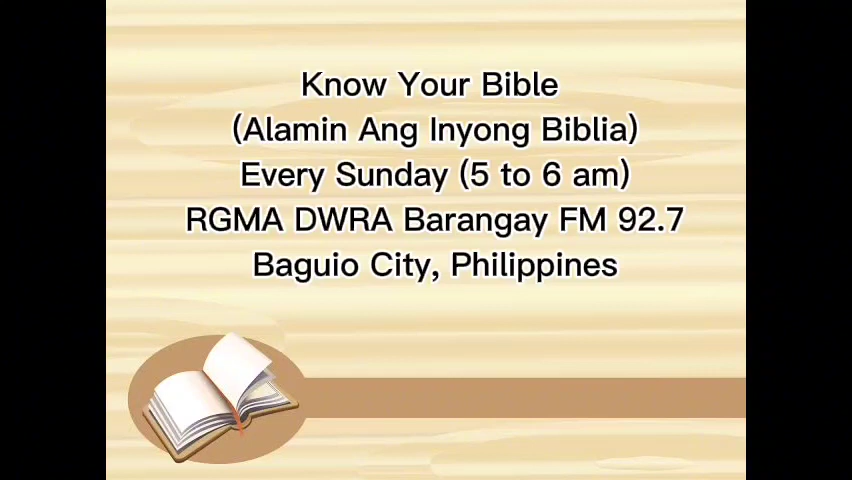 Know Your Bible
(Alamin Ang Inyong Biblia)
Every Sunday (5 to 6 am)
RGMA DWRA Barangay FM 92.7
Baguio City, Philippines